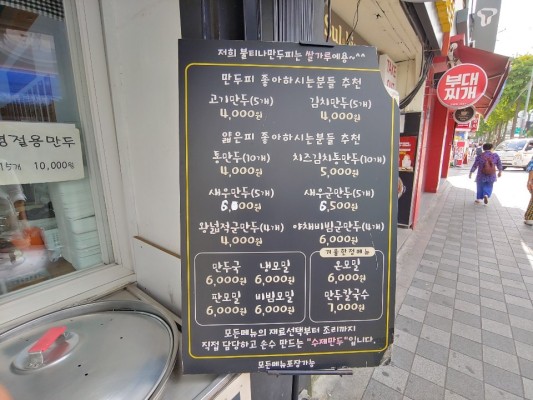 저희 불티나만두피는 쌀가루예용~^^
만두피 좋아하시는분들 추천
고기만두(5개) 김치만두(5개)
4,000원 4,000원
얇은피 좋아하시는분들 추천
통만두(10개) 치즈김치통만두(10개)
4,000원 5,000원
새우만두(5개) 새우군만두(5개)
6,000원 6,500원
왕넓적군만두(4개) 야채비빔군만두(4개)
4,000원 6,000원
만두국 냉모밀
6,000원 6,000원
판모밀 비빔모밀
6,000원 6,000원
겨울한정메뉴
온모밀
6,000원
만두칼국수
7,000원
모든메뉴의 재료선택부터 조리까지
직접 담당하고 손수 만드는 "수제만두"입니다.
모든메뉴포장가능
점용만두
15개 10,000원
부대
찌개